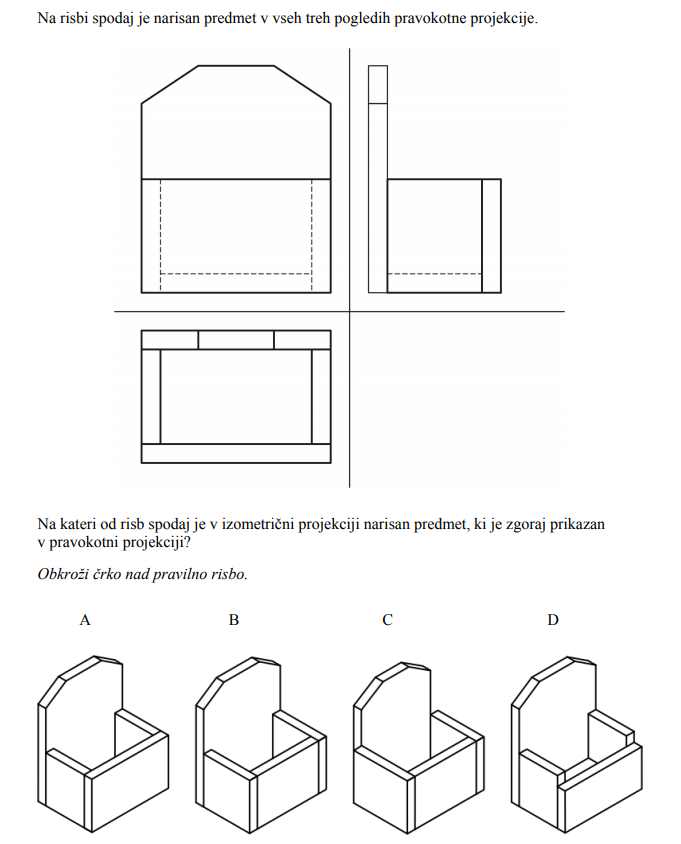 Na risbi spodaj je narisan predmet v vseh treh pogledih pravokotne projekcije.
Na kateri od risb spodaj je v izometrični projekciji narisan predmet, ki je zgoraj prikazan
v pravokotni projekciji?
Obkroži črko nad pravilno risbo.
A B C D